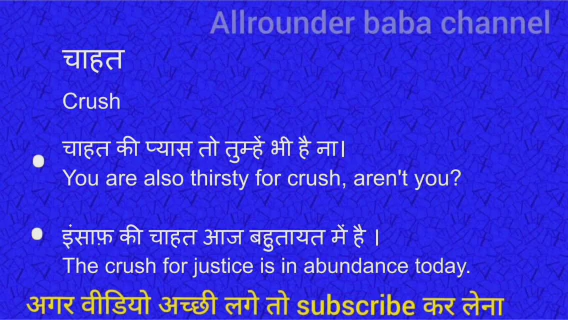 Allrounder baba channel
चाहत
Crush
चाहत की प्यास तो तुम्हें भी है ना।
You are also thirsty for crush, aren't you?
इंसाफ़ की चाहत आज बहुतायत में है ।
The crush for justice is in abundance today.
अगर वीडियो अच्छी लगे तो subscribe कर लेना